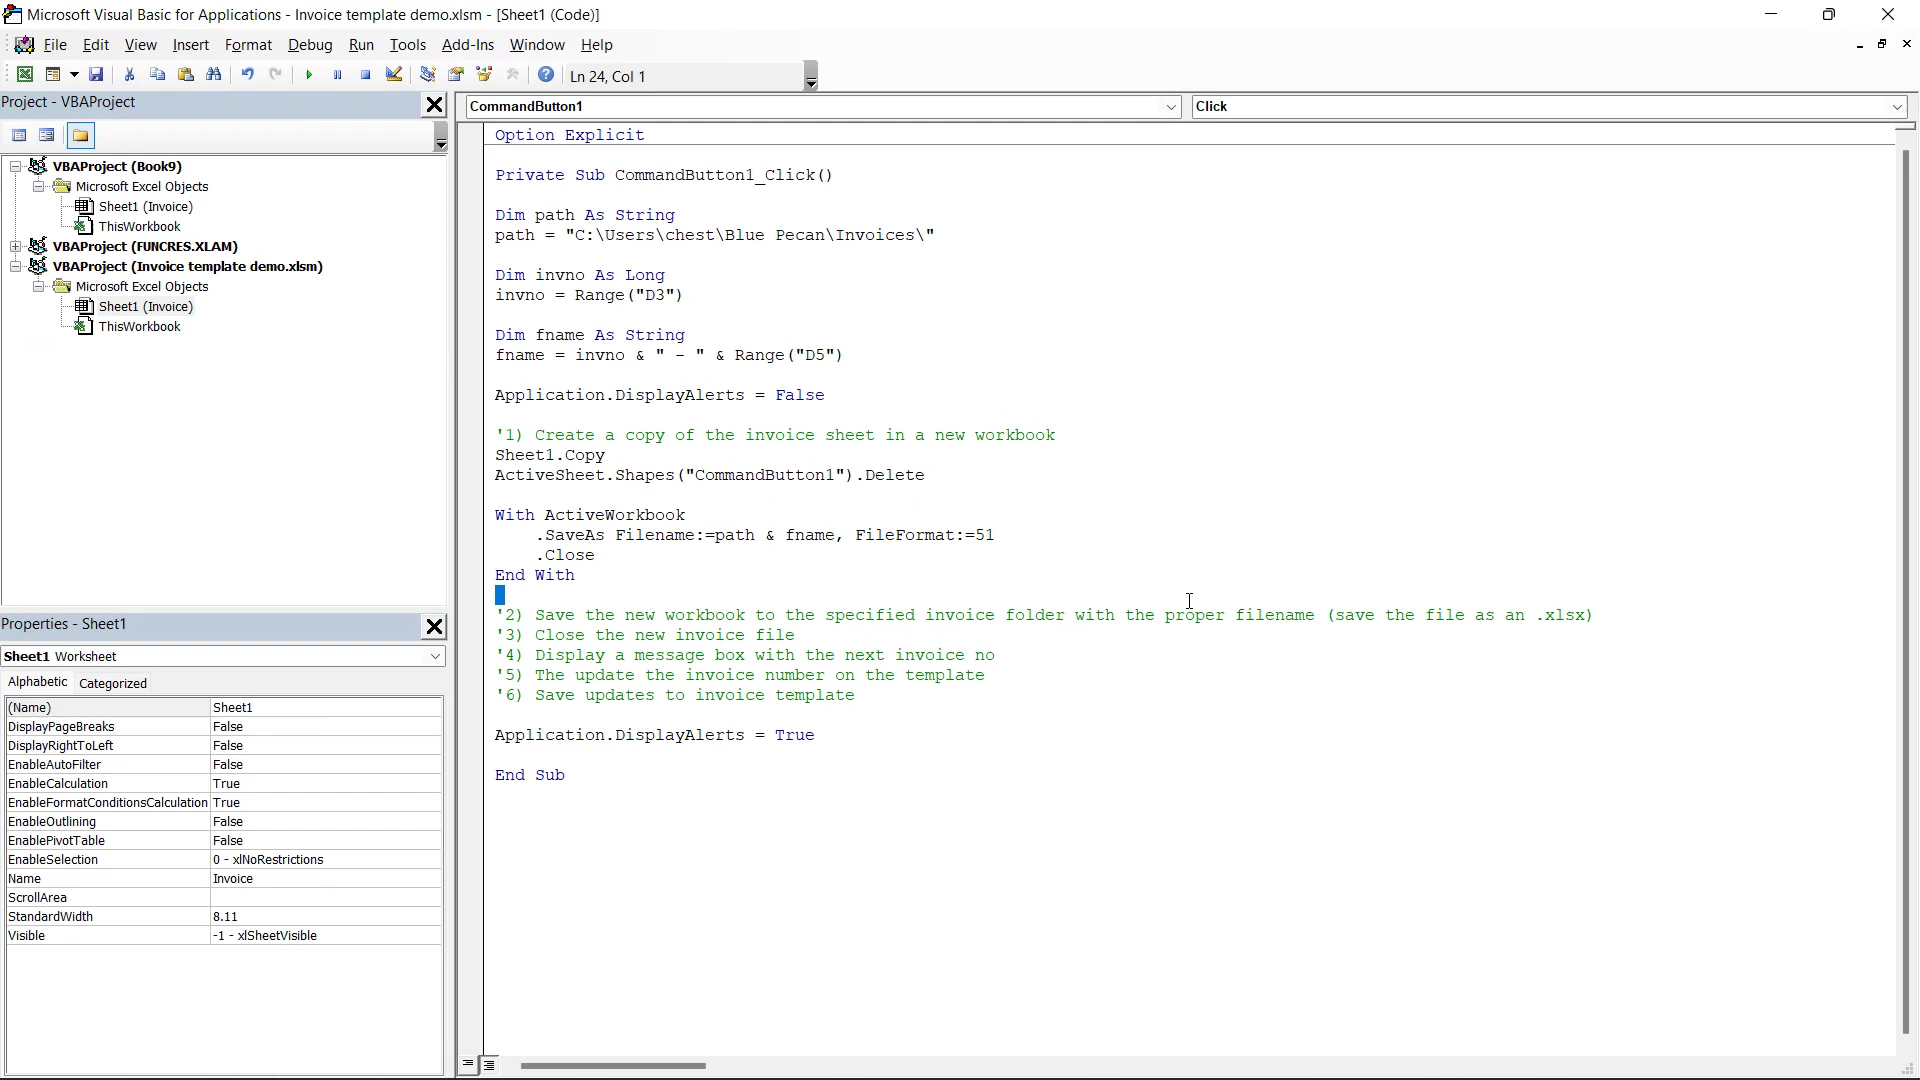 Microsoft Visual Basic for Applications - Invoice template demo.xlsm - [Sheet1 (Code)]
File Edit View Insert Format Debug Run Tools Add-Ins Window Help
Ln 24, Col 1
Project - VBAProject
VBAProject (Book9)
Microsoft Excel Objects
Sheet1 (Invoice)
ThisWorkbook
VBAProject (FUNCRES.XLAM)
VBAProject (Invoice template demo.xlsm)
Microsoft Excel Objects
Sheet1 (Invoice)
ThisWorkbook
Properties - Sheet1
Sheet1 Worksheet
Alphabetic Categorized
(Name) Sheet1
DisplayPageBreaks False
DisplayRightToLeft False
EnableAutoFilter False
EnableCalculation True
EnableFormatConditionsCalculation True
EnableOutlining False
EnablePivotTable False
EnableSelection 0 - xlNoRestrictions
Name Invoice
ScrollArea
StandardWidth 8.11
Visible -1 - xlSheetVisible
CommandButton1 Click
Option Explicit
Private Sub CommandButton1_Click()
Dim path As String
path = "C:\Users\chest\Blue Pecan\Invoices\"
Dim invno As Long
invno = Range("D3")
Dim fname As String
fname = invno & " - " & Range("D5")
Application.DisplayAlerts = False
'1) Create a copy of the invoice sheet in a new workbook
Sheet1.Copy
ActiveSheet.Shapes("CommandButton1").Delete
With ActiveWorkbook
.SaveAs Filename:=path & fname, FileFormat:=51
.Close
End With
'2) Save the new workbook to the specified invoice folder with the proper filename (save the file as an .xlsx)
'3) Close the new invoice file
'4) Display a message box with the next invoice no
'5) The update the invoice number on the template
'6) Save updates to invoice template
Application.DisplayAlerts = True
End Sub